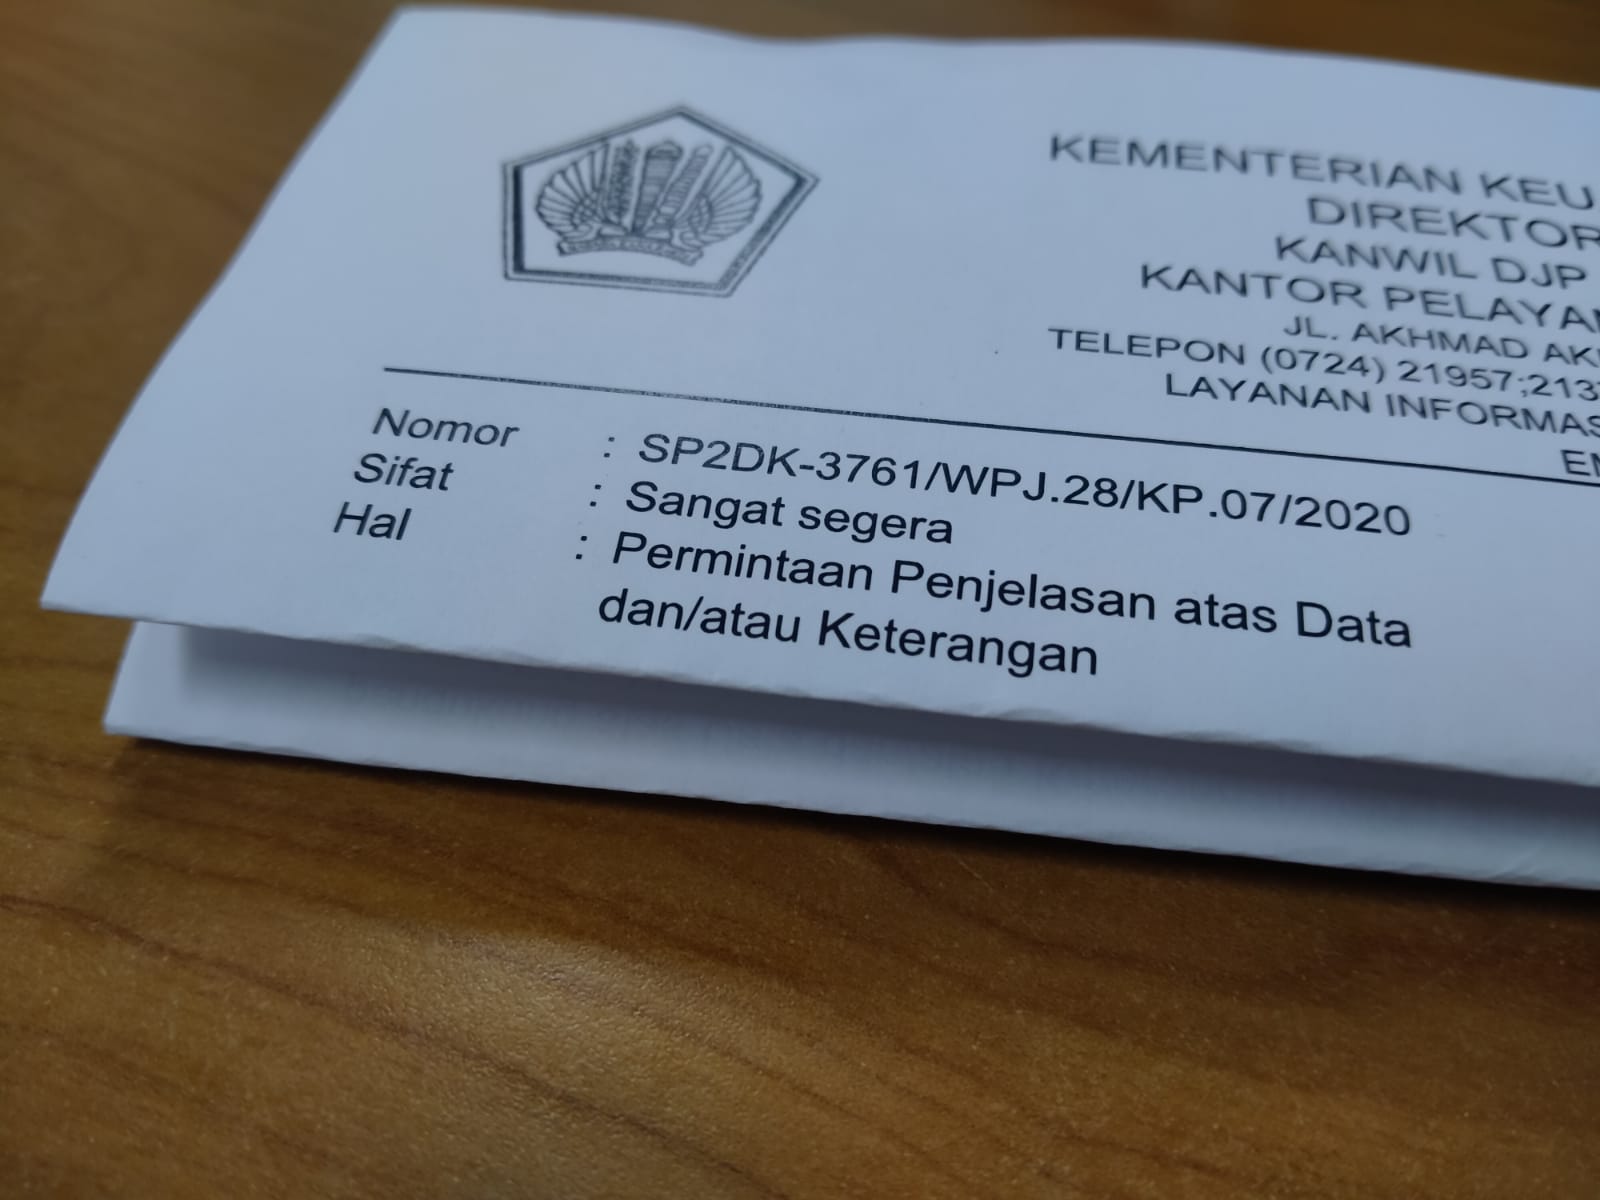 KEMENTERIAN KEU
DIREKTOR
KANWIL DJP
KANTOR PELAYA
JL. AKHMAD AK
TELEPON (0724) 21957;213
LAYANAN INFORMAS
Nomor : SP2DK-3761/WPJ.28/KP.07/2020
Sifat : Sangat segera
Hal : Permintaan Penjelasan atas Data
dan/atau Keterangan